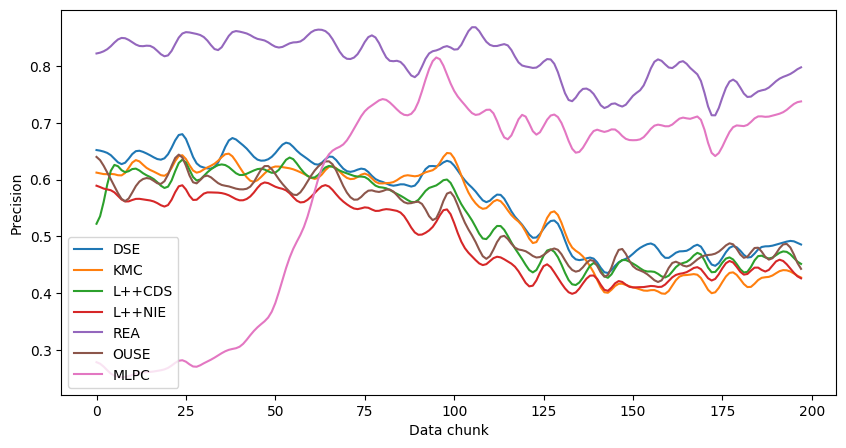 Precision
0.8
0.7
0.6
0.5
0.4
0.3
DSE
KMC
L++CDS
L++NIE
REA
OUSE
MLPC
0 25 50 75 100 125 150 175 200
Data chunk